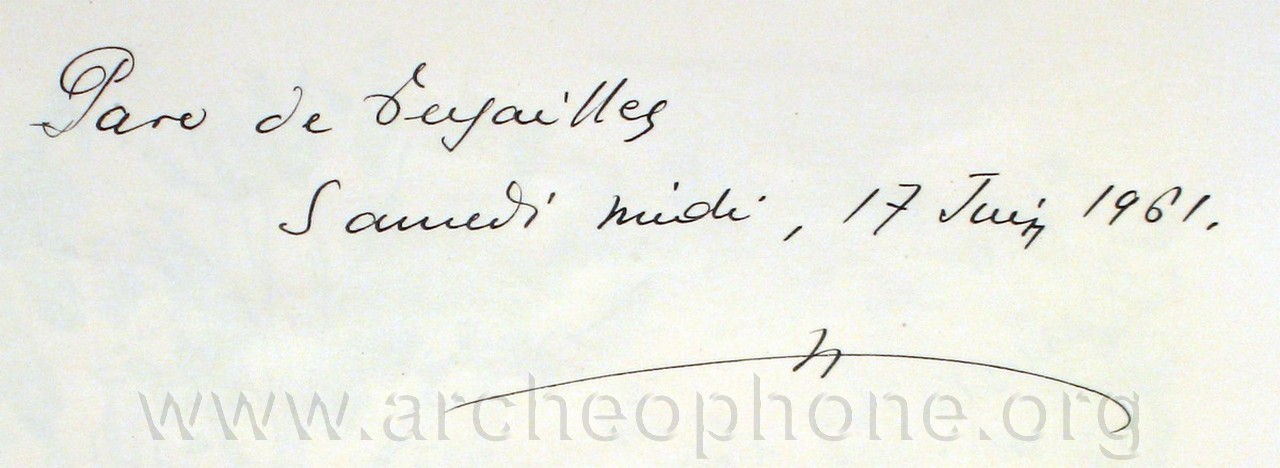 Parc de Versailles
Samedi midi, 17 Juin 1961.
www.archeophone.org